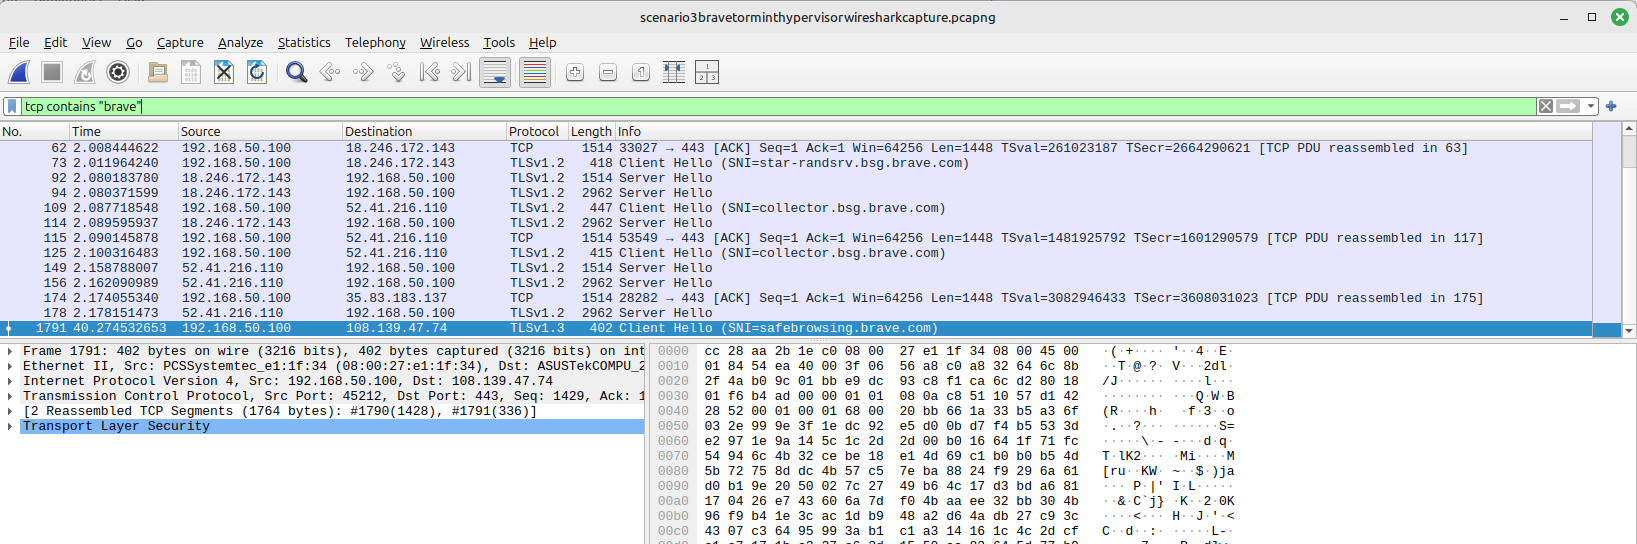 scenario3bravetorminthypervisorwiresharkcapture.pcapng
File Edit View Go Capture Analyze Statistics Telephony Wireless Tools Help
tcp contains "brave"
No. Time Source Destination Protocol Length Info
62 2.008444622 192.168.50.100 18.246.172.143 TCP 1514 33027 → 443 [ACK] Seq=1 Ack=1 Win=64256 Len=1448 TSval=261023187 TSecr=2664290621 [TCP PDU reassembled in 63]
73 2.011964240 192.168.50.100 18.246.172.143 TLSv1.2 418 Client Hello (SNI=star-randsrv.bsg.brave.com)
92 2.080183780 18.246.172.143 192.168.50.100 TLSv1.2 1514 Server Hello
94 2.080371599 18.246.172.143 192.168.50.100 TLSv1.2 2962 Server Hello
109 2.087718548 192.168.50.100 52.41.216.110 TLSv1.2 447 Client Hello (SNI=collector.bsg.brave.com)
114 2.089595937 18.246.172.143 192.168.50.100 TLSv1.2 2962 Server Hello
115 2.090145878 192.168.50.100 52.41.216.110 TCP 1514 53549 → 443 [ACK] Seq=1 Ack=1 Win=64256 Len=1448 TSval=1481925792 TSecr=1601290579 [TCP PDU reassembled in 117]
125 2.100316483 192.168.50.100 52.41.216.110 TLSv1.2 415 Client Hello (SNI=collector.bsg.brave.com)
149 2.158788007 52.41.216.110 192.168.50.100 TLSv1.2 1514 Server Hello
156 2.162090989 52.41.216.110 192.168.50.100 TLSv1.2 2962 Server Hello
174 2.174055340 192.168.50.100 35.83.183.137 TCP 1514 28282 → 443 [ACK] Seq=1 Ack=1 Win=64256 Len=1448 TSval=3082946433 TSecr=3608031023 [TCP PDU reassembled in 175]
178 2.178151473 52.41.216.110 192.168.50.100 TLSv1.2 2962 Server Hello
1791 40.274532653 192.168.50.100 108.139.47.74 TLSv1.3 402 Client Hello (SNI=safebrowsing.brave.com)
Frame 1791: 402 bytes on wire (3216 bits), 402 bytes captured (3216 bits) on int
Ethernet II, Src: PCSSystemtec_e1:1f:34 (08:00:27:e1:1f:34), Dst: ASUSTekCOMPU_2
Internet Protocol Version 4, Src: 192.168.50.100, Dst: 108.139.47.74
Transmission Control Protocol, Src Port: 45212, Dst Port: 443, Seq: 1429, Ack: 1
[2 Reassembled TCP Segments (1764 bytes): #1790(1428), #1791(336)]
Transport Layer Security
0000 cc 28 aa 2b 1e c0 08 00 27 e1 1f 34 08 00 45 00 ·(·+···· '··4··E·
0010 01 84 54 ea 40 00 3f 06 56 a8 c0 a8 32 64 6c 8b ··T·@·?· V···2dl·
0020 2f 4a b0 9c 01 bb e9 dc 93 c8 f1 ca 6c d2 80 18 /J······ ····l···
0030 01 f6 b4 ad 00 00 01 01 08 0a c8 51 10 57 d1 42 ········ ···Q·W·B
0040 28 52 00 01 00 01 68 00 20 bb 66 1a 33 b5 a3 6f (R····h· ·f·3··o
0050 03 2e 99 9e 3f 1e dc 92 e5 d0 0b d7 f4 b5 53 3d ·.··?··· ······S=
0060 e2 97 1e 9a 14 5c 1c 2d 2d 00 b0 16 64 1f 71 fc ·····\·- -···d·q·
0070 54 94 6c 4b 32 ce be 18 e1 4d 69 c1 b0 b0 b5 4d T·lK2··· ·Mi····M
0080 5b 72 75 8d dc 4b 57 c5 7e ba 88 24 f9 29 6a 61 [ru··KW· ~··$·)ja
0090 d0 b1 9e 20 50 02 7c 27 49 b6 4c 17 d3 bd a6 81 ··· P·|' I·L·····
00a0 17 04 26 e7 43 60 6a 7d f0 4b aa ee 32 bb 30 4b ··&·C`j} ·K··2·0K
00b0 96 f9 b4 1e 3c ac 1d b9 48 a2 d6 4a db 27 c9 3c ····<··· H··J·'·<
00c0 43 07 c3 64 95 99 3a b1 c1 a3 14 16 1c 4c 2d cf C··d··:· ·····L-·